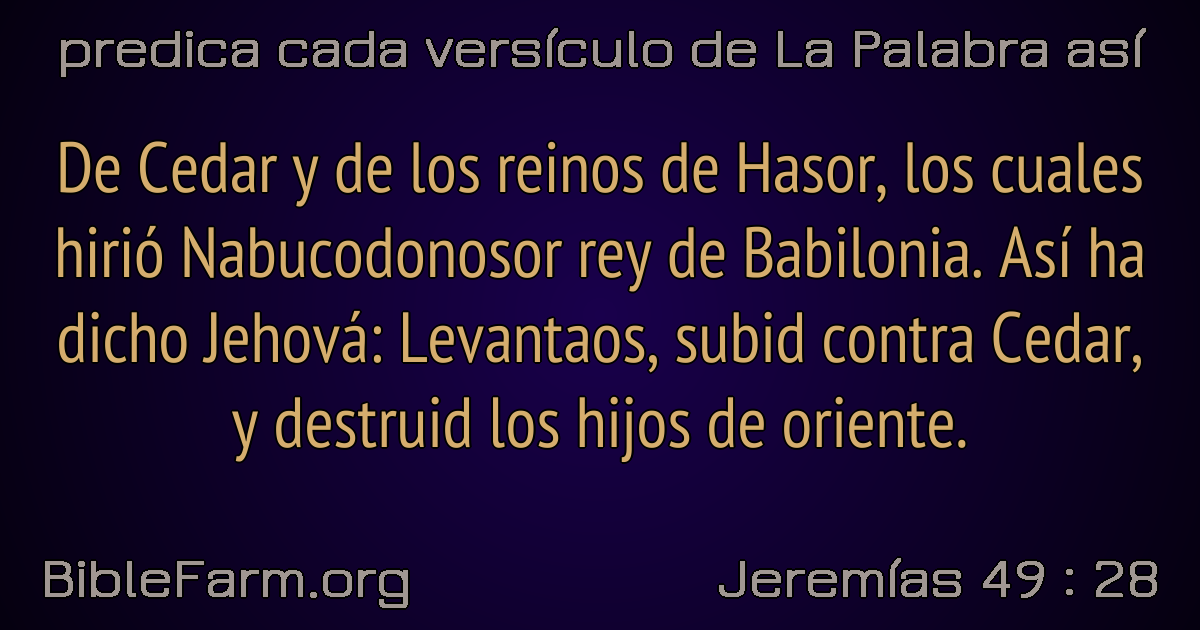 predica cada versículo de La Palabra así
De Cedar y de los reinos de Hasor, los cuales
hirió Nabucodonosor rey de Babilonia. Así ha
dicho Jehová: Levantaos, subid contra Cedar,
y destruid los hijos de oriente.
BibleFarm.org
Jeremías 49 : 28